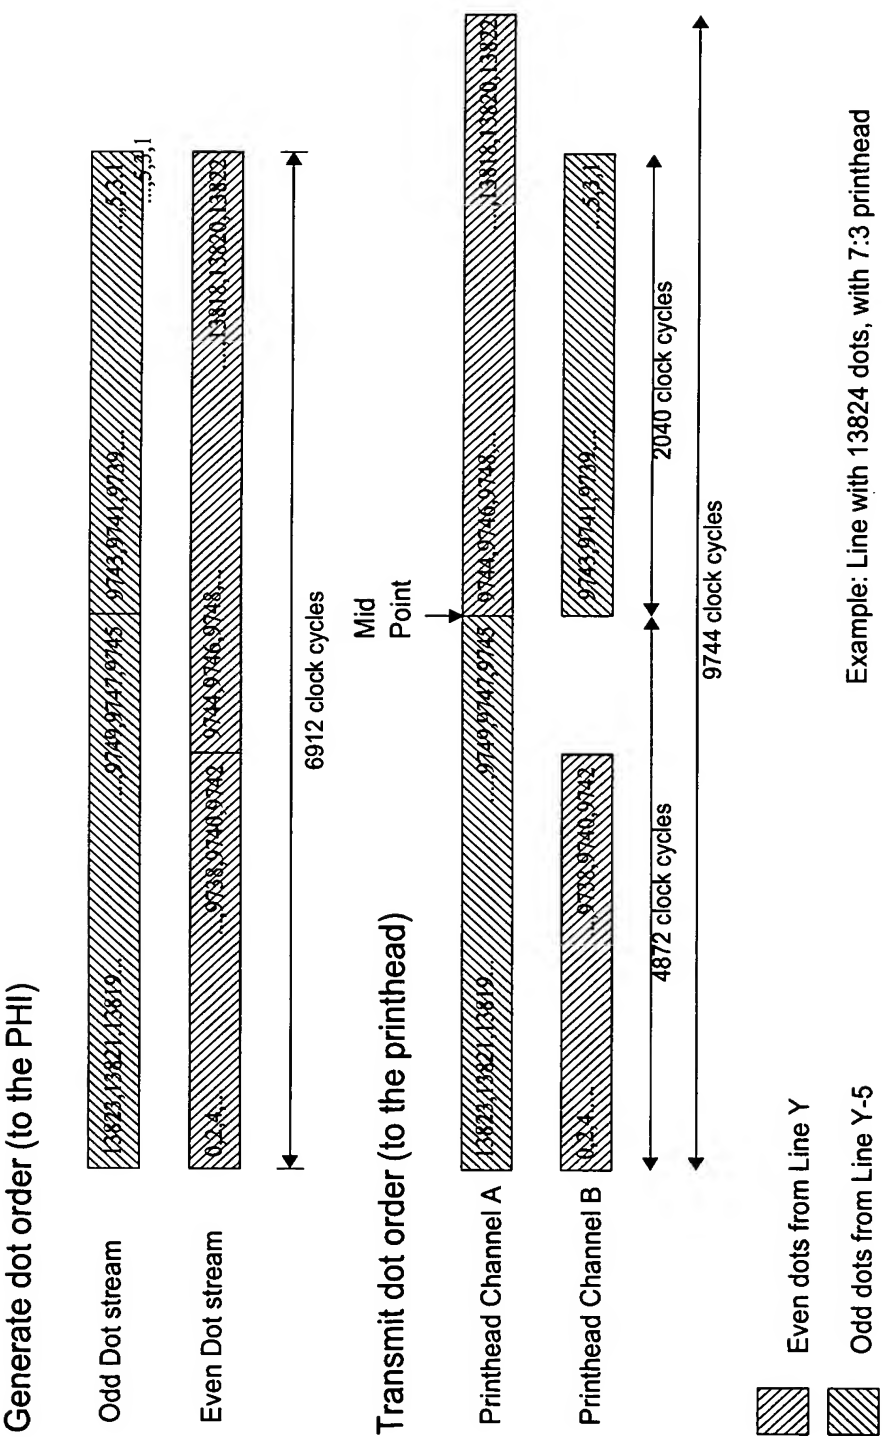 Generate dot order (to the PHI)
Odd Dot stream
13823,13821,13819...
...,9749,9747,9745
9743,9741,9739,...
...,5,3,1
...,5,3,1
Even Dot stream
0,2,4,...
...,9738,9740,9742
9744,9746,9748,...
...,13818,13820,13822
6912 clock cycles
Transmit dot order (to the printhead)
Mid
Point
Printhead Channel A
13823,13821,13819...
...,9749,9747,9745
9744,9746,9748,...
...,13818,13820,13822
Printhead Channel B
0,2,4,...
...,9738,9740,9742
9743,9741,9739,...
...5,3,1
4872 clock cycles
2040 clock cycles
9744 clock cycles
Even dots from Line Y
Odd dots from Line Y-5
Example: Line with 13824 dots, with 7:3 printhead